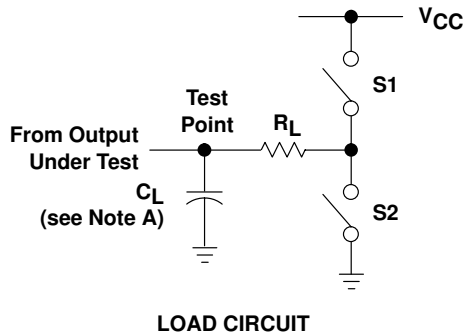 VCC
S1
Test
Point
RL
From Output
Under Test
CL
(see Note A)
S2
LOAD CIRCUIT